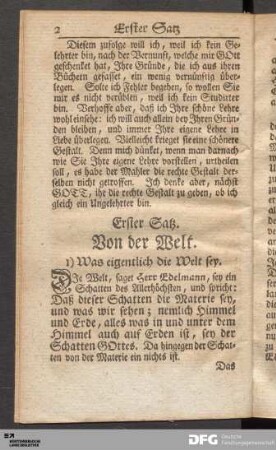 2 Erster Satz
Diesem zufolge will ich, weil ich kein Ge-
lehrter bin, nach der Vernunft, welche mir GOtt
geschenket hat, Ihre Gründe, die ich aus ihren
Büchern gefasset, ein wenig vernünftig über-
legen. Solte ich Fehler begehen, so wollen Sie
mir es nicht verüblen, weil ich kein Studirter
bin. Verhoffe aber, daß ich Ihre schöne Lehre
wohl einsehe: ich will auch allein bey Ihren Grün-
den bleiben, und immer Ihre eigene Lehre in
Liebe überlegen. Vielleicht krieget sie eine schönere
Gestalt. Denn mich dünket, wenn man darnach
wie Sie Ihre eigene Lehre vorstellen, urtheilen
soll, es habe der Mahler die rechte Gestalt der-
selben nicht getroffen. Ich denke aber, nächst
GOTT, ihr die rechte Gestalt zu geben, ob ich
gleich ein Ungelehrter bin.
Erster Satz.
Von der Welt.
1) Was eigentlich die Welt sey.
DIe Welt, saget Herr Edelmann, sey ein
Schatten des Allerhöchsten, und spricht:
Daß dieser Schatten die Materie sey,
und was wir sehen; nemlich Himmel
und Erde, alles was in und unter dem
Himmel auch auf Erden ist, sey der
Schatten GOttes. Da hingegen der Schat-
ten von der Materie ein nichts ist.
Das
DFG Deutsche
Forschungsgemeinschaft